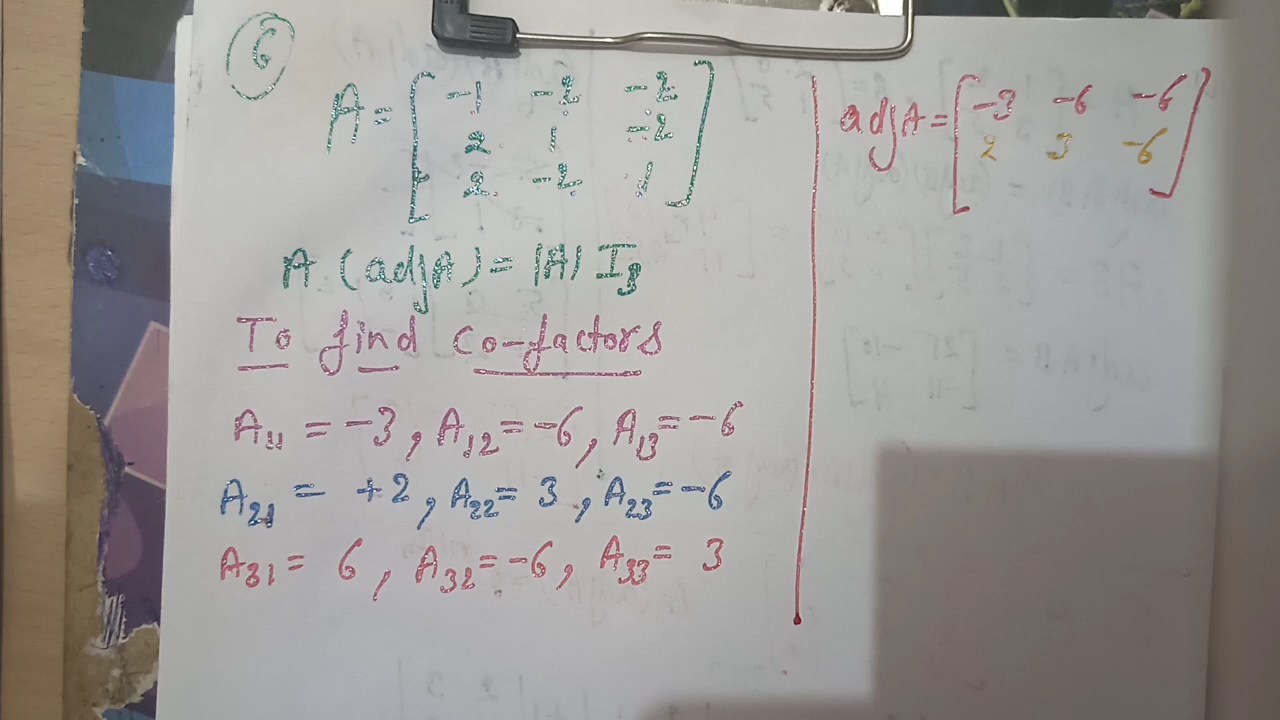 6
A = [ -1 -2 -2
2 1 -2
2 -2 1 ]
A (adjA) = |A| I3
To find Co-factors
A11 = -3, A12 = -6, A13 = -6
A21 = +2, A22 = 3, A23 = -6
A31 = 6, A32 = -6, A33 = 3
adjA = [ -3 -6 -6
2 3 -6 ]